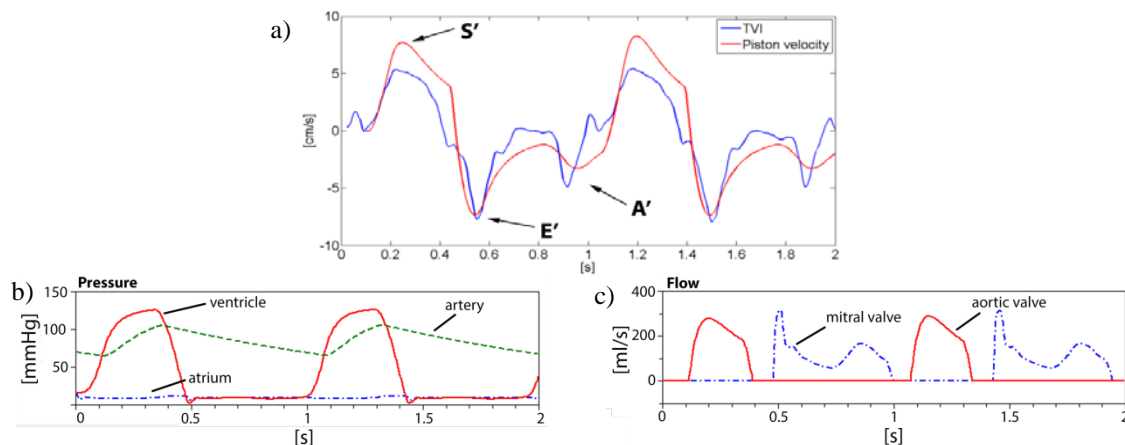 a)
S'
TVI
Piston velocity
10
5
0
-5
-10
[cm/s]
E'
A'
0 0.2 0.4 0.6 0.8 1 1.2 1.4 1.6 1.8 2
[s]
b)
Pressure
150
100
50
[mmHg]
ventricle
artery
atrium
0 0.5 1.0 1.5 2
[s]
c)
Flow
400
200
0
[ml/s]
mitral valve
aortic valve
0 0.5 1 1.5 2
[s]